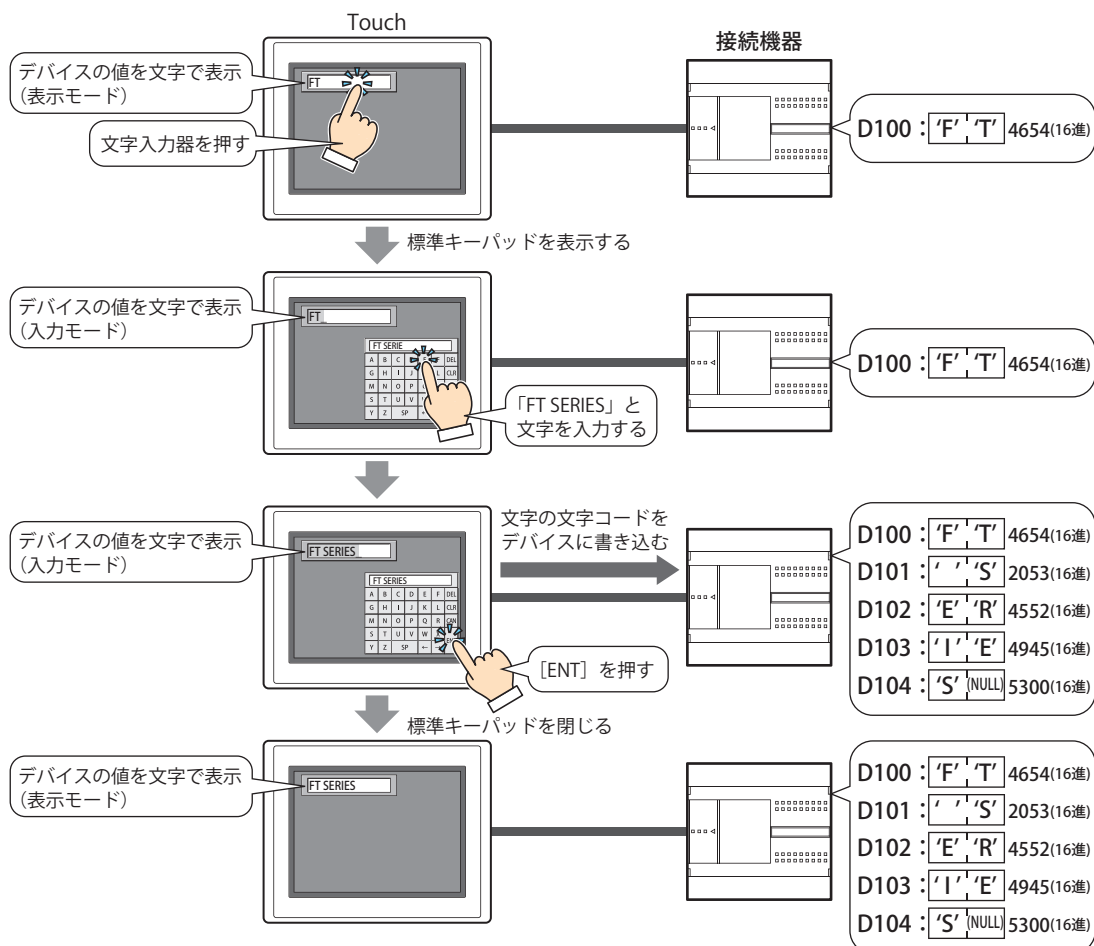 Touch
接続機器
デバイスの値を文字で表示
(表示モード)
FT
文字入力器を押す
D100：'F' 'T' 4654(16進)
標準キーパッドを表示する
デバイスの値を文字で表示
(入力モード)
FT_
FT SERIE
A B C E DEL
G H I J L CLR
M N O P
S T U V
Y Z SP
「FT SERIES」と
文字を入力する
D100：'F' 'T' 4654(16進)
デバイスの値を文字で表示
(入力モード)
FT SERIES_
FT SERIES
A B C D E F DEL
G H I J K L CLR
M N O P Q R CAN
S T U V W
Y Z SP ←
[ENT] を押す
文字の文字コードを
デバイスに書き込む
D100：'F' 'T' 4654(16進)
D101：' ' 'S' 2053(16進)
D102：'E' 'R' 4552(16進)
D103：'I' 'E' 4945(16進)
D104：'S' (NULL) 5300(16進)
標準キーパッドを閉じる
デバイスの値を文字で表示
(表示モード)
FT SERIES
D100：'F' 'T' 4654(16進)
D101：' ' 'S' 2053(16進)
D102：'E' 'R' 4552(16進)
D103：'I' 'E' 4945(16進)
D104：'S' (NULL) 5300(16進)